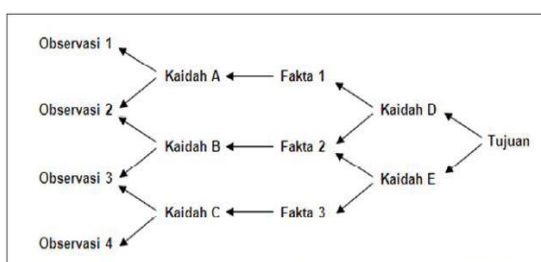 Observasi 1
Kaidah A
Fakta 1
Observasi 2
Kaidah D
Kaidah B
Fakta 2
Tujuan
Observasi 3
Kaidah E
Kaidah C
Fakta 3
Observasi 4